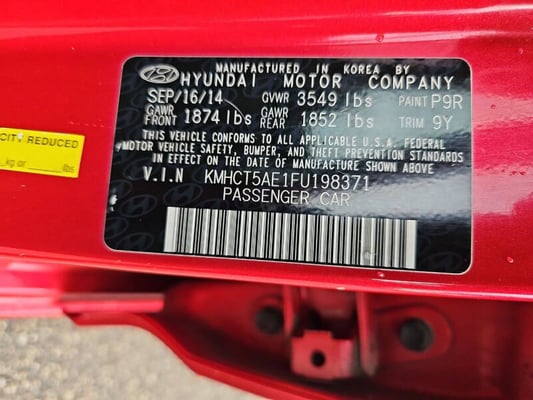 MANUFACTURED IN KOREA BY
HYUNDAI MOTOR COMPANY
SEP/16/14 GVWR 3549 lbs PAINT P9R
GAWR FRONT 1874 lbs GAWR REAR 1852 lbs TRIM 9Y
THIS VEHICLE CONFORMS TO ALL APPLICABLE U.S.A. FEDERAL
MOTOR VEHICLE SAFETY, BUMPER, AND THEFT PREVENTION STANDARDS
IN EFFECT ON THE DATE OF MANUFACTURE SHOWN ABOVE
V.I.N KMHCT5AE1FU198371
PASSENGER CAR
CITY REDUCED
kg or lbs